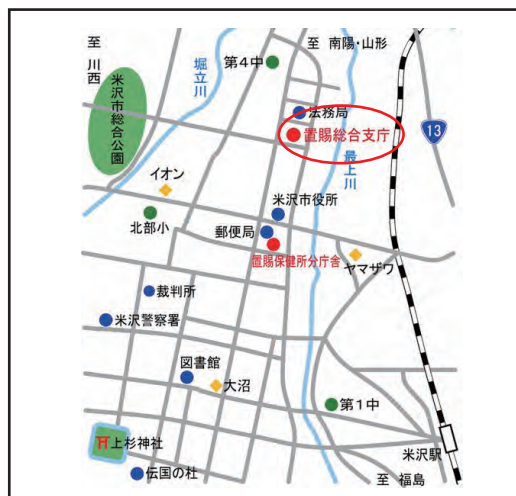 至 川西
堀立川
第4中
至 南陽・山形
米沢市総合公園
法務局
置賜総合支庁
13
最上川
イオン
米沢市役所
北部小
郵便局
置賜保健所分庁舎
ヤマザワ
裁判所
米沢警察署
図書館
大沼
第1中
上杉神社
米沢駅
伝国の杜
至 福島